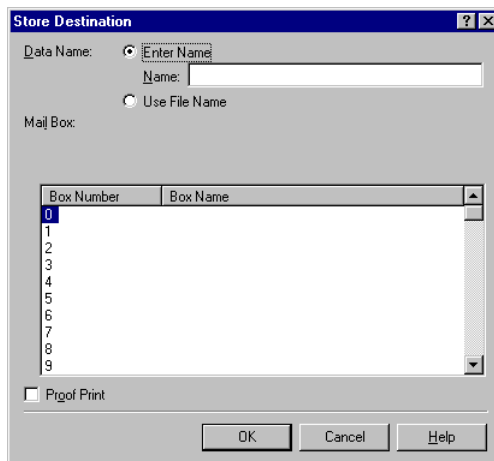 Store Destination
Data Name: Enter Name
Name:
Use File Name
Mail Box:
Box Number Box Name
0
1
2
3
4
5
6
7
8
9
Proof Print
OK Cancel Help